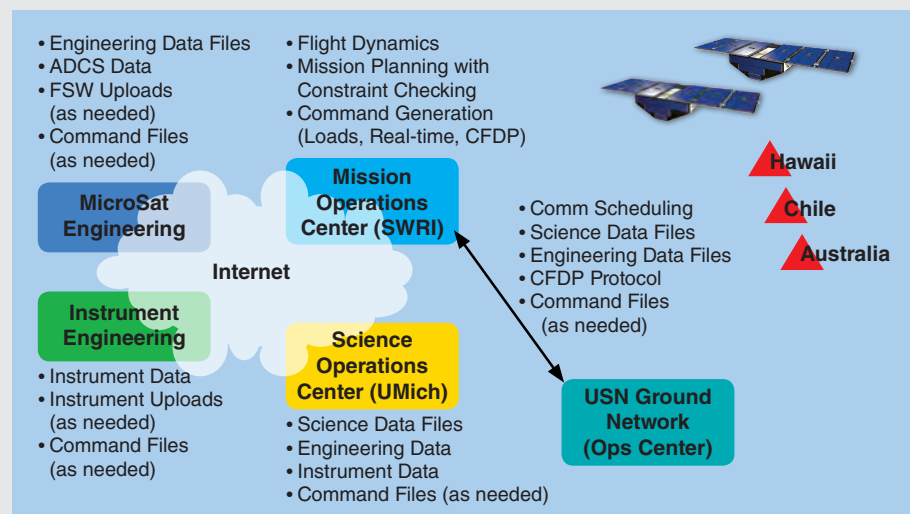 • Engineering Data Files
• ADCS Data
• FSW Uploads
(as needed)
• Command Files
(as needed)
• Flight Dynamics
• Mission Planning with
Constraint Checking
• Command Generation
(Loads, Real-time, CFDP)
MicroSat
Engineering
Mission
Operations
Center (SWRI)
Internet
Instrument
Engineering
Science
Operations
Center (UMich)
• Instrument Data
• Instrument Uploads
(as needed)
• Command Files
(as needed)
• Science Data Files
• Engineering Data
• Instrument Data
• Command Files (as needed)
Hawaii
Chile
Australia
• Comm Scheduling
• Science Data Files
• Engineering Data Files
• CFDP Protocol
• Command Files
(as needed)
USN Ground
Network
(Ops Center)